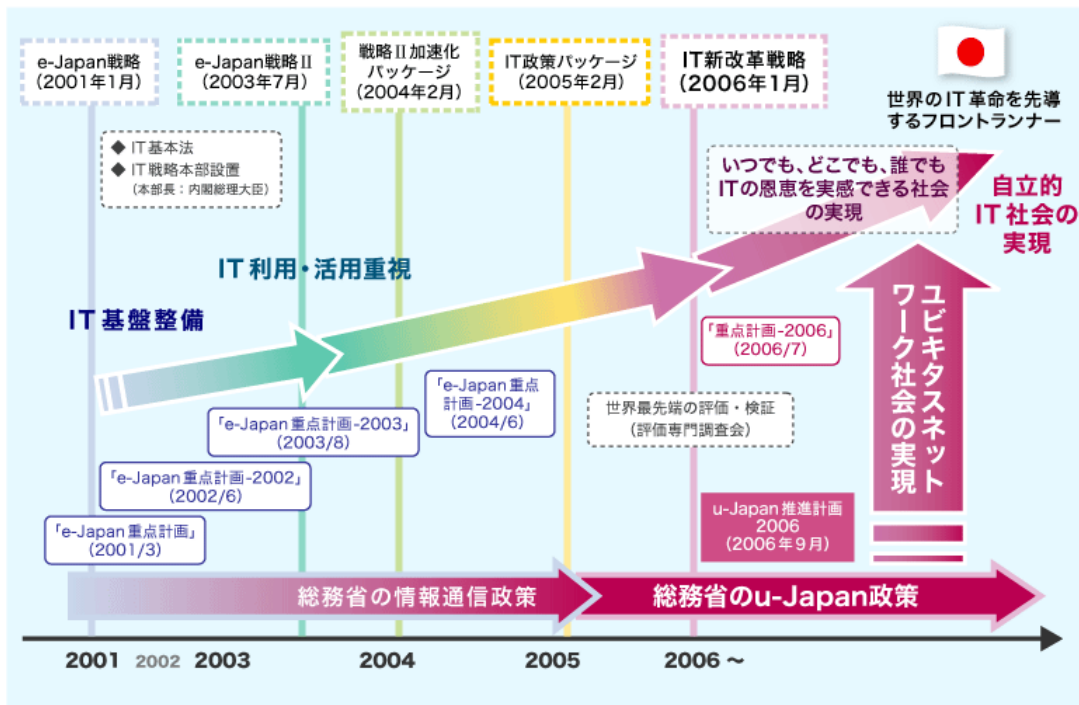 e-Japan戦略
（2001年1月）
e-Japan戦略Ⅱ
（2003年7月）
戦略Ⅱ加速化
パッケージ
（2004年2月）
IT政策パッケージ
（2005年2月）
IT新改革戦略
（2006年1月）
世界のIT革命を先導
するフロントランナー
◆ IT基本法
◆ IT戦略本部設置
（本部長：内閣総理大臣）
いつでも、どこでも、誰でも
ITの恩恵を実感できる社会
の実現
自立的
IT社会の
実現
IT利用・活用重視
IT基盤整備
ユビキタスネット
ワーク社会の実現
「重点計画-2006」
（2006/7）
「e-Japan重点
計画-2004」
（2004/6）
世界最先端の評価・検証
（評価専門調査会）
「e-Japan重点計画-2003」
（2003/8）
「e-Japan重点計画-2002」
（2002/6）
「e-Japan重点計画」
（2001/3）
u-Japan推進計画
2006
（2006年9月）
総務省の情報通信政策
総務省のu-Japan政策
2001 2002 2003 2004 2005 2006～